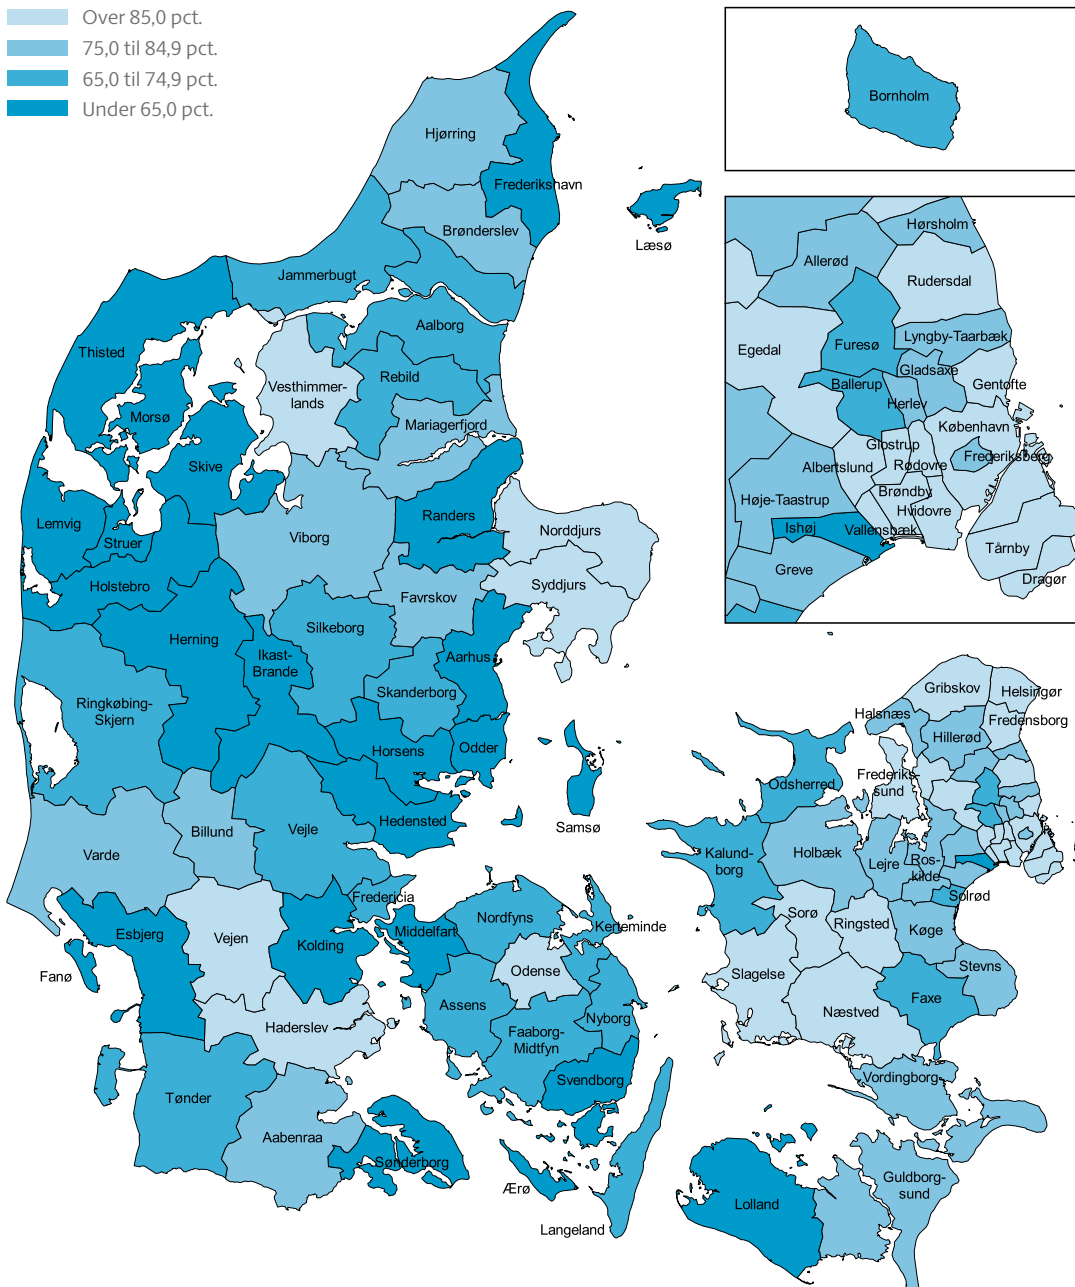 Over 85,0 pct.
75,0 til 84,9 pct.
65,0 til 74,9 pct.
Under 65,0 pct.
Hjørring
Frederikshavn
Brønderslev
Læsø
Jammerbugt
Aalborg
Thisted
Vesthimmer-
lands
Rebild
Morsø
Mariagerfjord
Skive
Lemvig
Struer
Viborg
Randers
Norddjurs
Holstebro
Syddjurs
Favrskov
Herning
Silkeborg
Ikast-
Brande
Aarhus
Skanderborg
Ringkøbing-
Skjern
Horsens
Odder
Hedensted
Samsø
Billund
Vejle
Varde
Fredericia
Esbjerg
Vejen
Kolding
Middelfart
Nordfyns
Kerteminde
Fanø
Odense
Haderslev
Assens
Faaborg-
Midtfyn
Nyborg
Svendborg
Tønder
Aabenraa
Sønderborg
Ærø
Langeland
Bornholm
Hørsholm
Allerød
Rudersdal
Egedal
Furesø
Lyngby-Taarbæk
Gladsaxe
Ballerup
Gentofte
Herlev
København
Glostrup
Frederiksberg
Albertslund
Rødovre
Høje-Taastrup
Brøndby
Hvidovre
Ishøj
Vallensbæk
Tårnby
Greve
Dragør
Gribskov
Helsingør
Halsnæs
Fredensborg
Hillerød
Frederiks-
sund
Odsherred
Kalund-
borg
Holbæk
Lejre
Ros-
kilde
Solrød
Sorø
Ringsted
Køge
Slagelse
Stevns
Næstved
Faxe
Vordingborg
Guldborg-
sund
Lolland